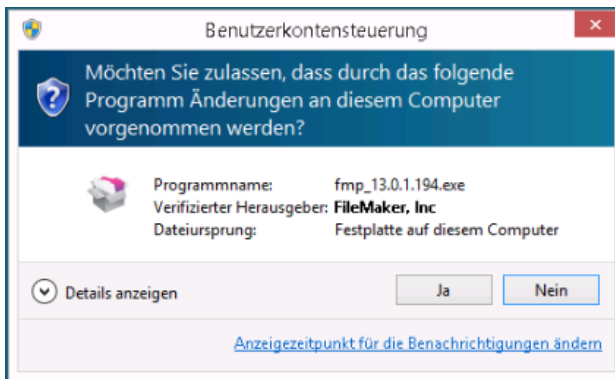 Benutzerkontensteuerung
Möchten Sie zulassen, dass durch das folgende
Programm Änderungen an diesem Computer
vorgenommen werden?
Programmname: fmp_13.0.1.194.exe
Verifizierter Herausgeber: FileMaker, Inc
Dateiursprung: Festplatte auf diesem Computer
Details anzeigen Ja Nein
Anzeigezeitpunkt für die Benachrichtigungen ändern